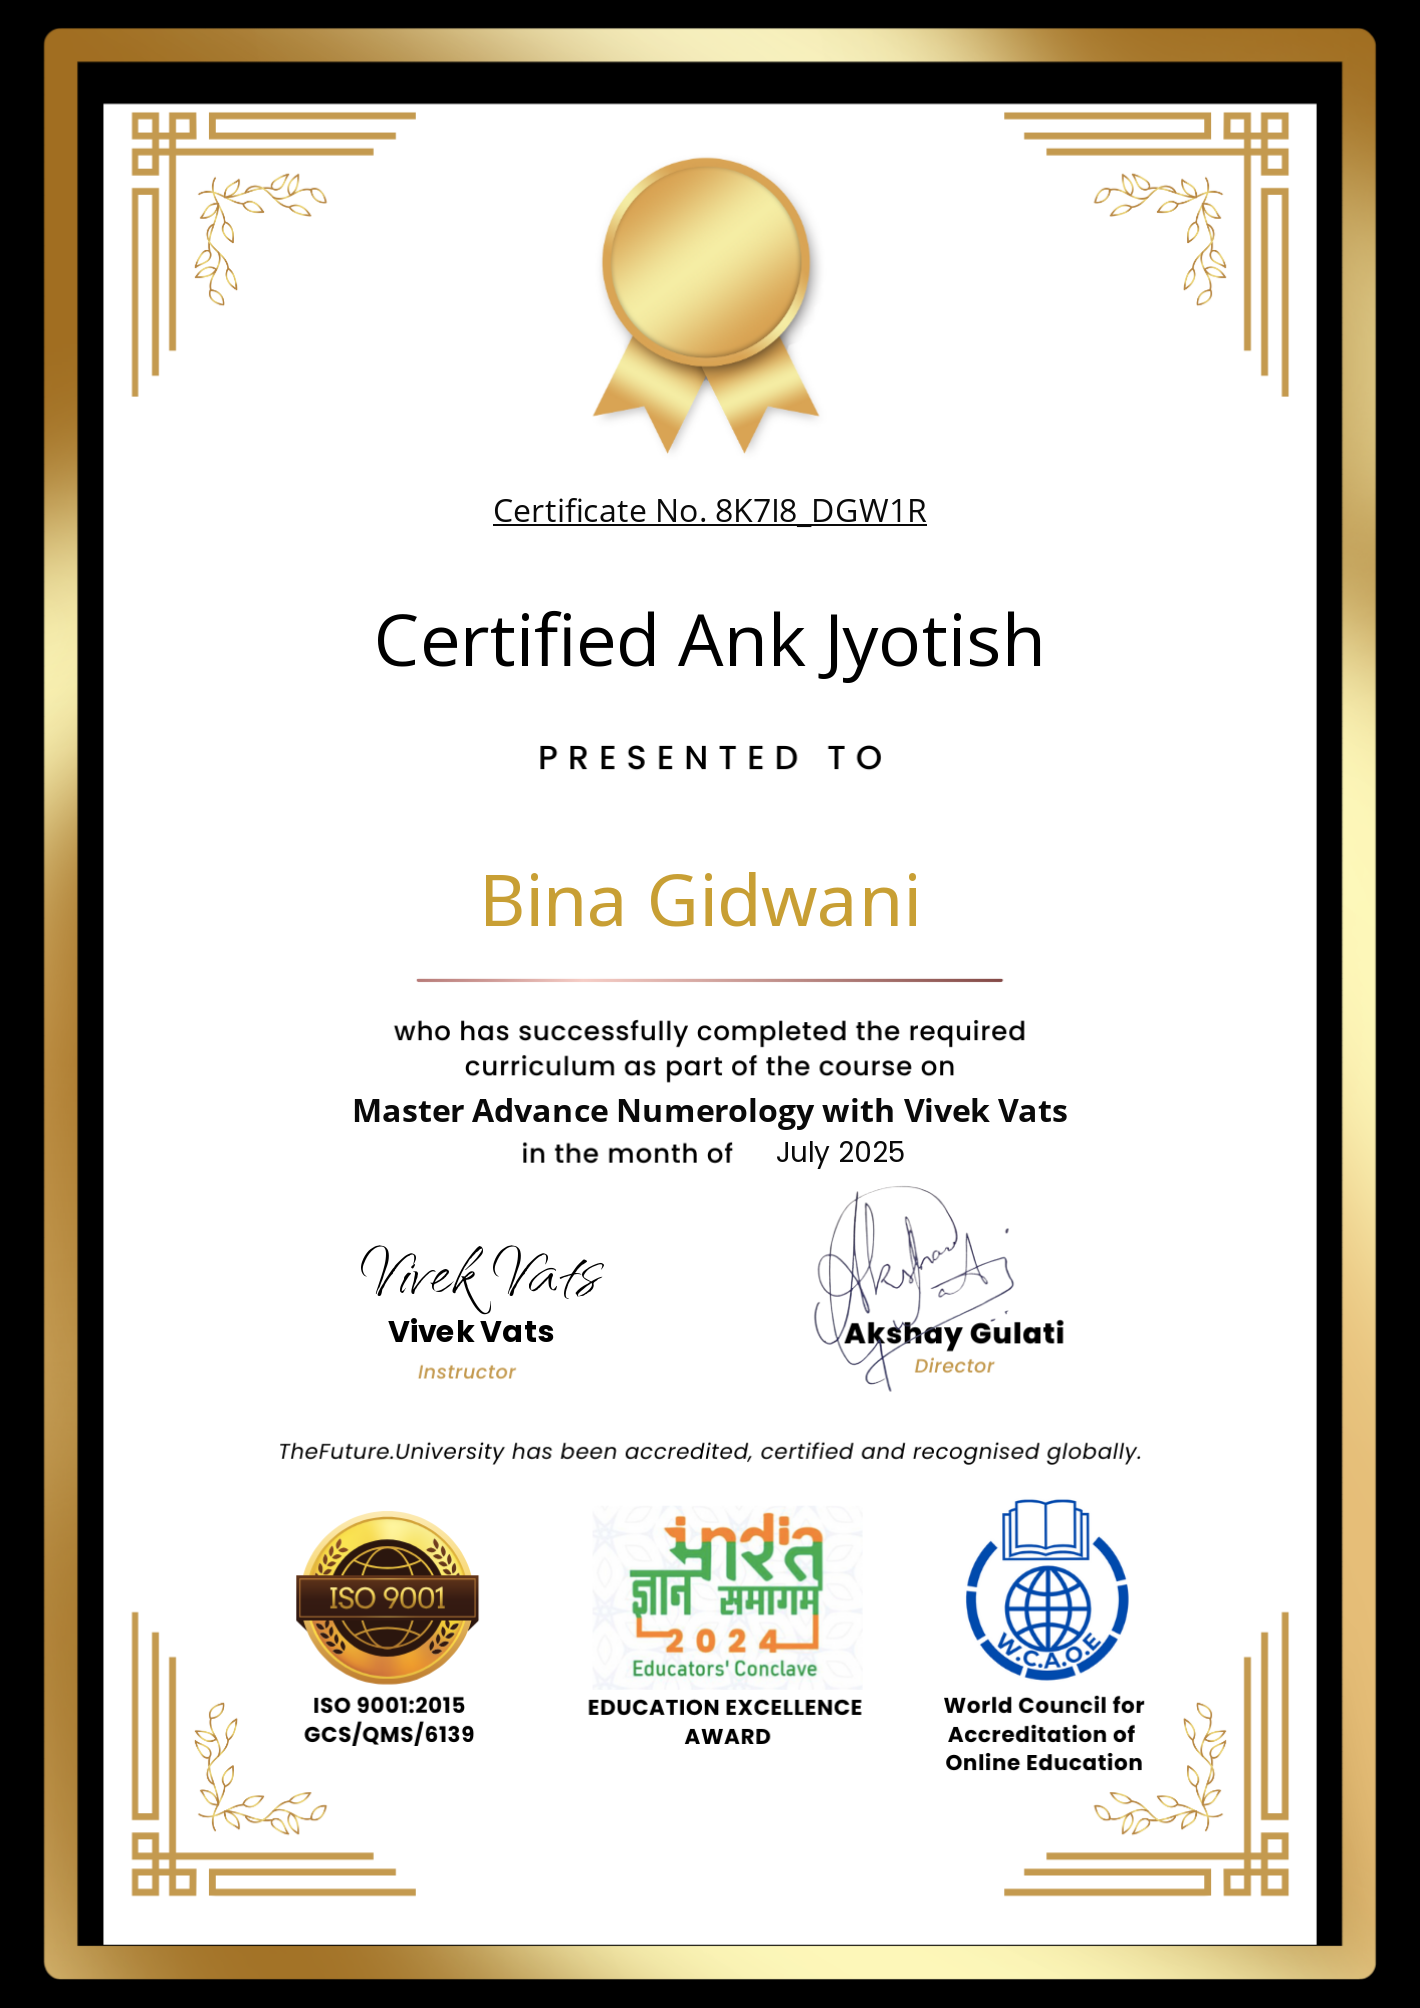 Certificate No. 8K7I8_DGW1R
Certified Ank Jyotish
PRESENTED TO
Bina Gidwani
who has successfully completed the required
curriculum as part of the course on
Master Advance Numerology with Vivek Vats
in the month of July 2025
Vivek Vats
Vivek Vats
Instructor
Akshay Gulati
Director
TheFuture.University has been accredited, certified and recognised globally.
ISO 9001
ISO 9001:2015
GCS/QMS/6139
india
भारत
ज्ञान समागम
2024
Educators' Conclave
EDUCATION EXCELLENCE
AWARD
W.C.A.O.E
World Council for
Accreditation of
Online Education